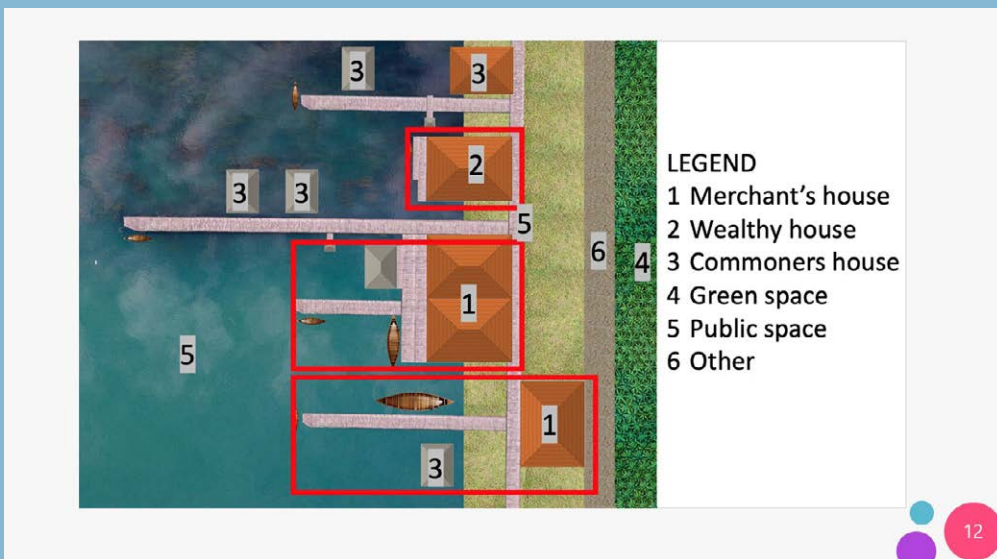 3
3
2
3
3
5
6
4
1
5
1
3
LEGEND
1 Merchant's house
2 Wealthy house
3 Commoners house
4 Green space
5 Public space
6 Other
12